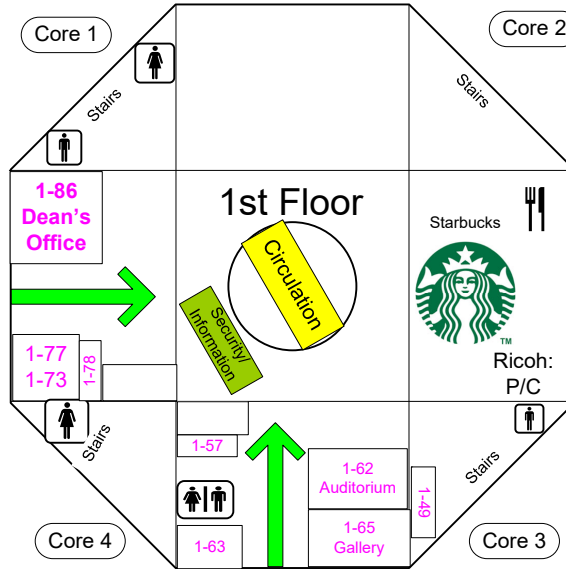 Core 1
Core 2
Stairs
Stairs
1-86
Dean's
Office
1st Floor
Starbucks
Circulation
Security/
Information
TM
Ricoh:
P/C
1-77
1-73
1-78
Stairs
1-57
1-62
Auditorium
1-49
Stairs
1-63
1-65
Gallery
Core 4
Core 3